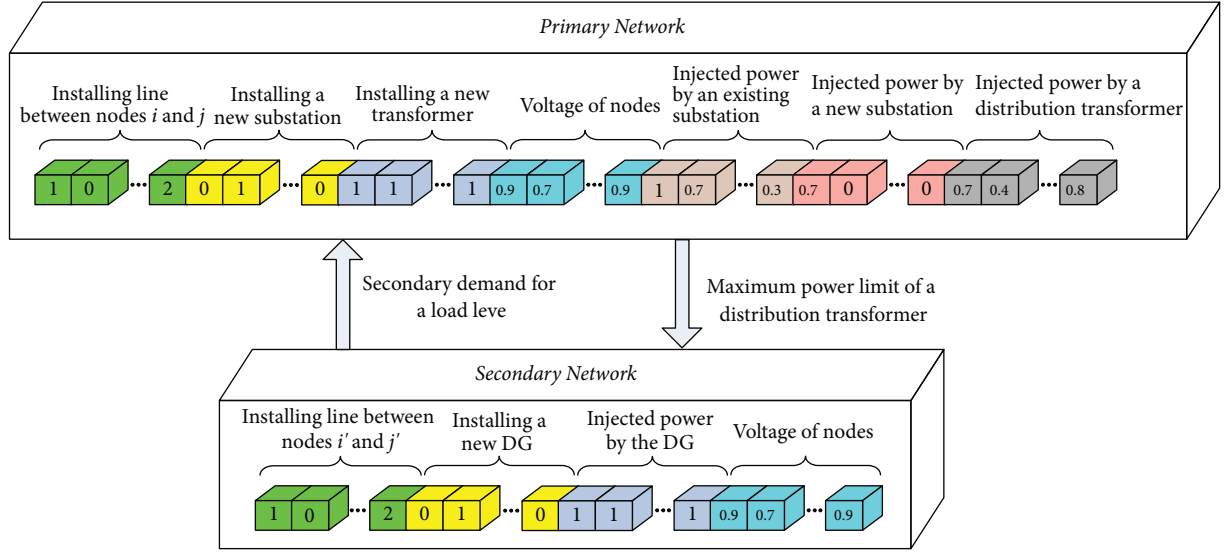 Primary Network
Installing line
between nodes i and j
Installing a
new substation
Installing a new
transformer
Voltage of nodes
Injected power
by an existing
substation
Injected power by
a new substation
Injected power by a
distribution transformer
1 0 ... 2 0 1 ... 0 1 1 ... 1 0.9 0.7 ... 0.9 1 0.7 ... 0.3 0.7 0 ... 0 0.7 0.4 ... 0.8
Secondary demand for
a load leve
Maximum power limit of a
distribution transformer
Secondary Network
Installing line between
nodes i′ and j′
Installing a
new DG
Injected power
by the DG
Voltage of nodes
1 0 ... 2 0 1 ... 0 1 1 ... 1 0.9 0.7 ... 0.9